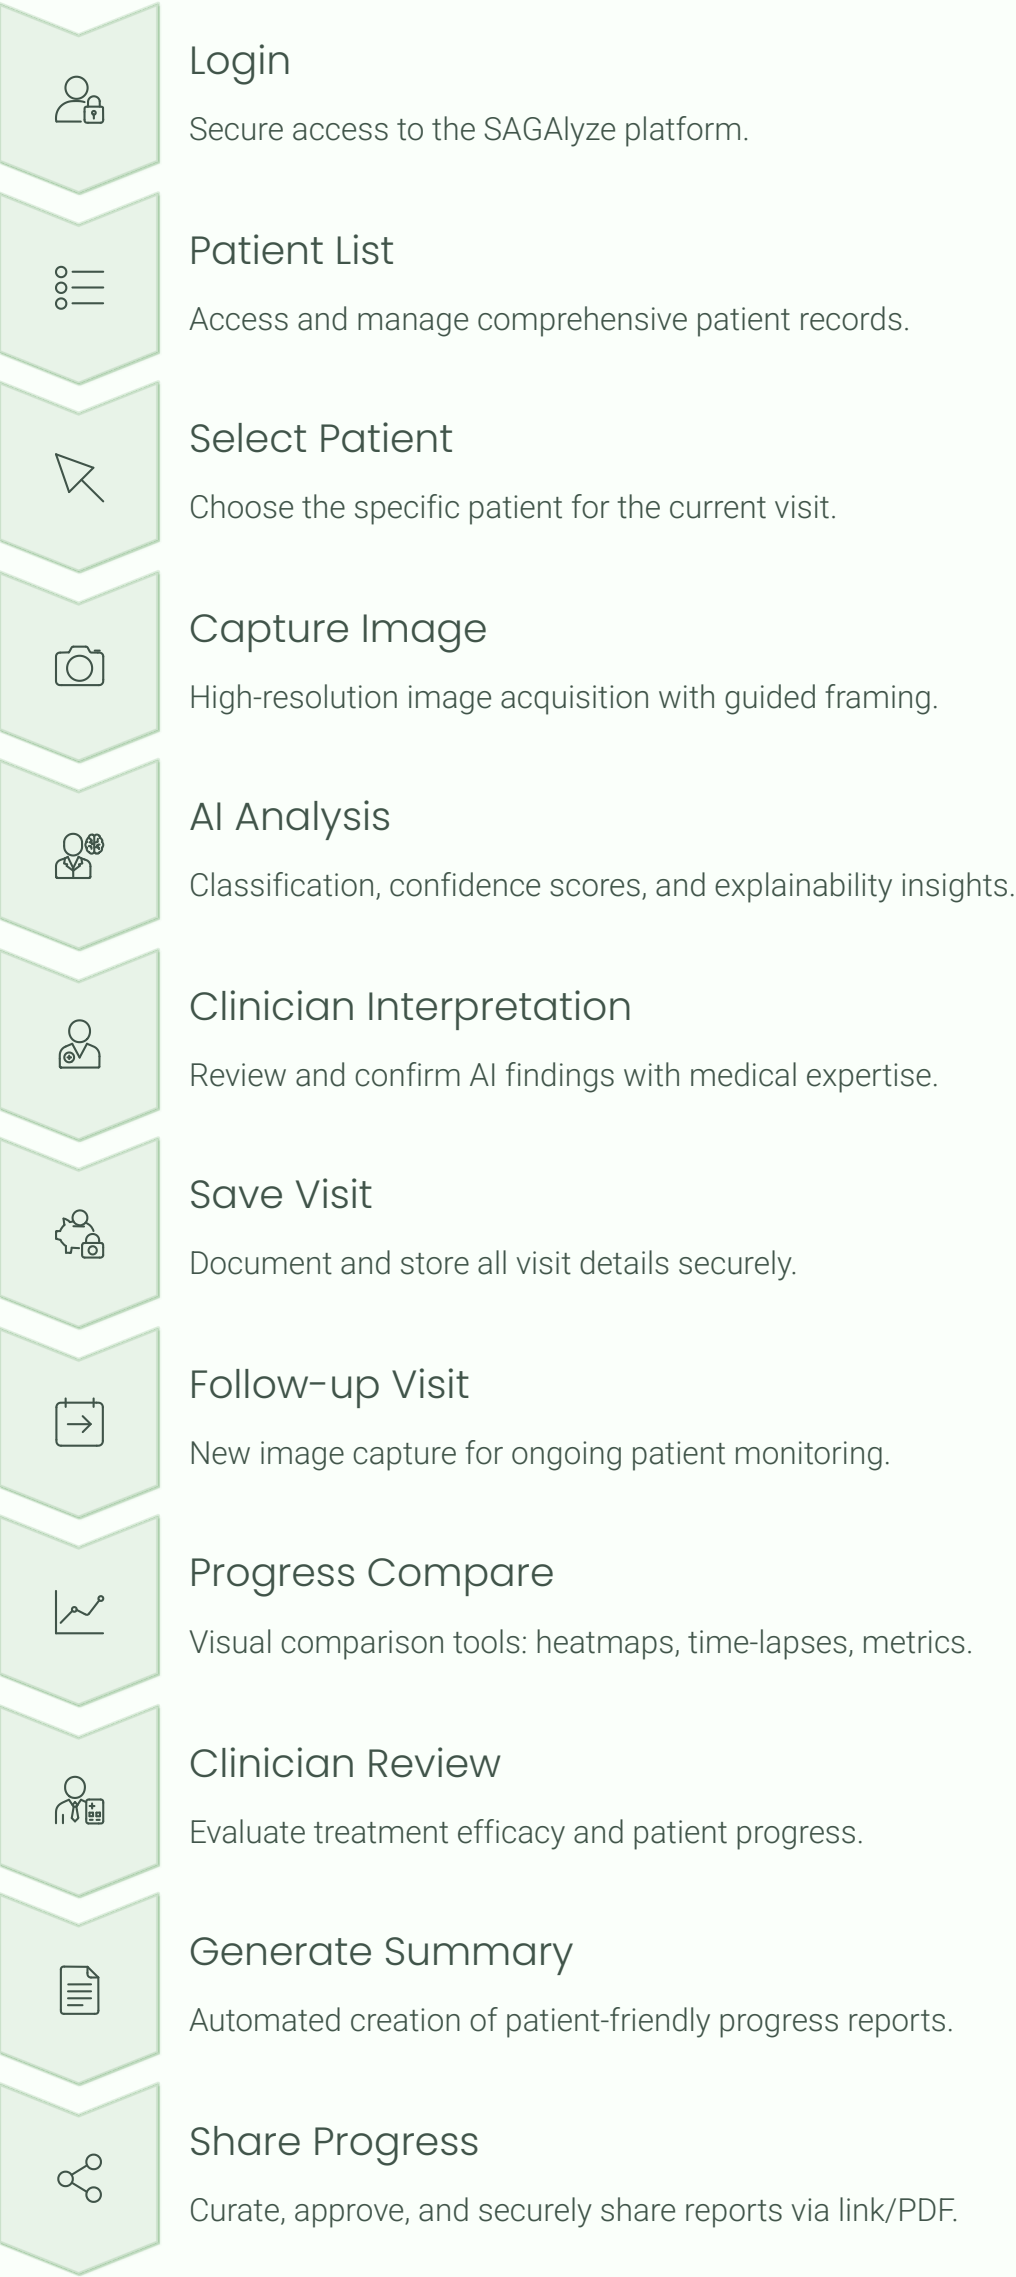 Login
Secure access to the SAGAlyze platform.
Patient List
Access and manage comprehensive patient records.
Select Patient
Choose the specific patient for the current visit.
Capture Image
High-resolution image acquisition with guided framing.
AI Analysis
Classification, confidence scores, and explainability insights.
Clinician Interpretation
Review and confirm AI findings with medical expertise.
Save Visit
Document and store all visit details securely.
Follow-up Visit
New image capture for ongoing patient monitoring.
Progress Compare
Visual comparison tools: heatmaps, time-lapses, metrics.
Clinician Review
Evaluate treatment efficacy and patient progress.
Generate Summary
Automated creation of patient-friendly progress reports.
Share Progress
Curate, approve, and securely share reports via link/PDF.